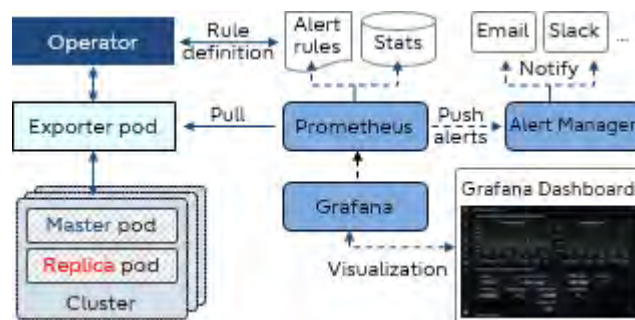 Operator
Rule
definition
Alert
rules
Stats
Email
Slack
...
Notify
Exporter pod
Pull
Prometheus
Push
alerts
Alert Manager
Master pod
Replica pod
Cluster
Grafana
Visualization
Grafana Dashboard